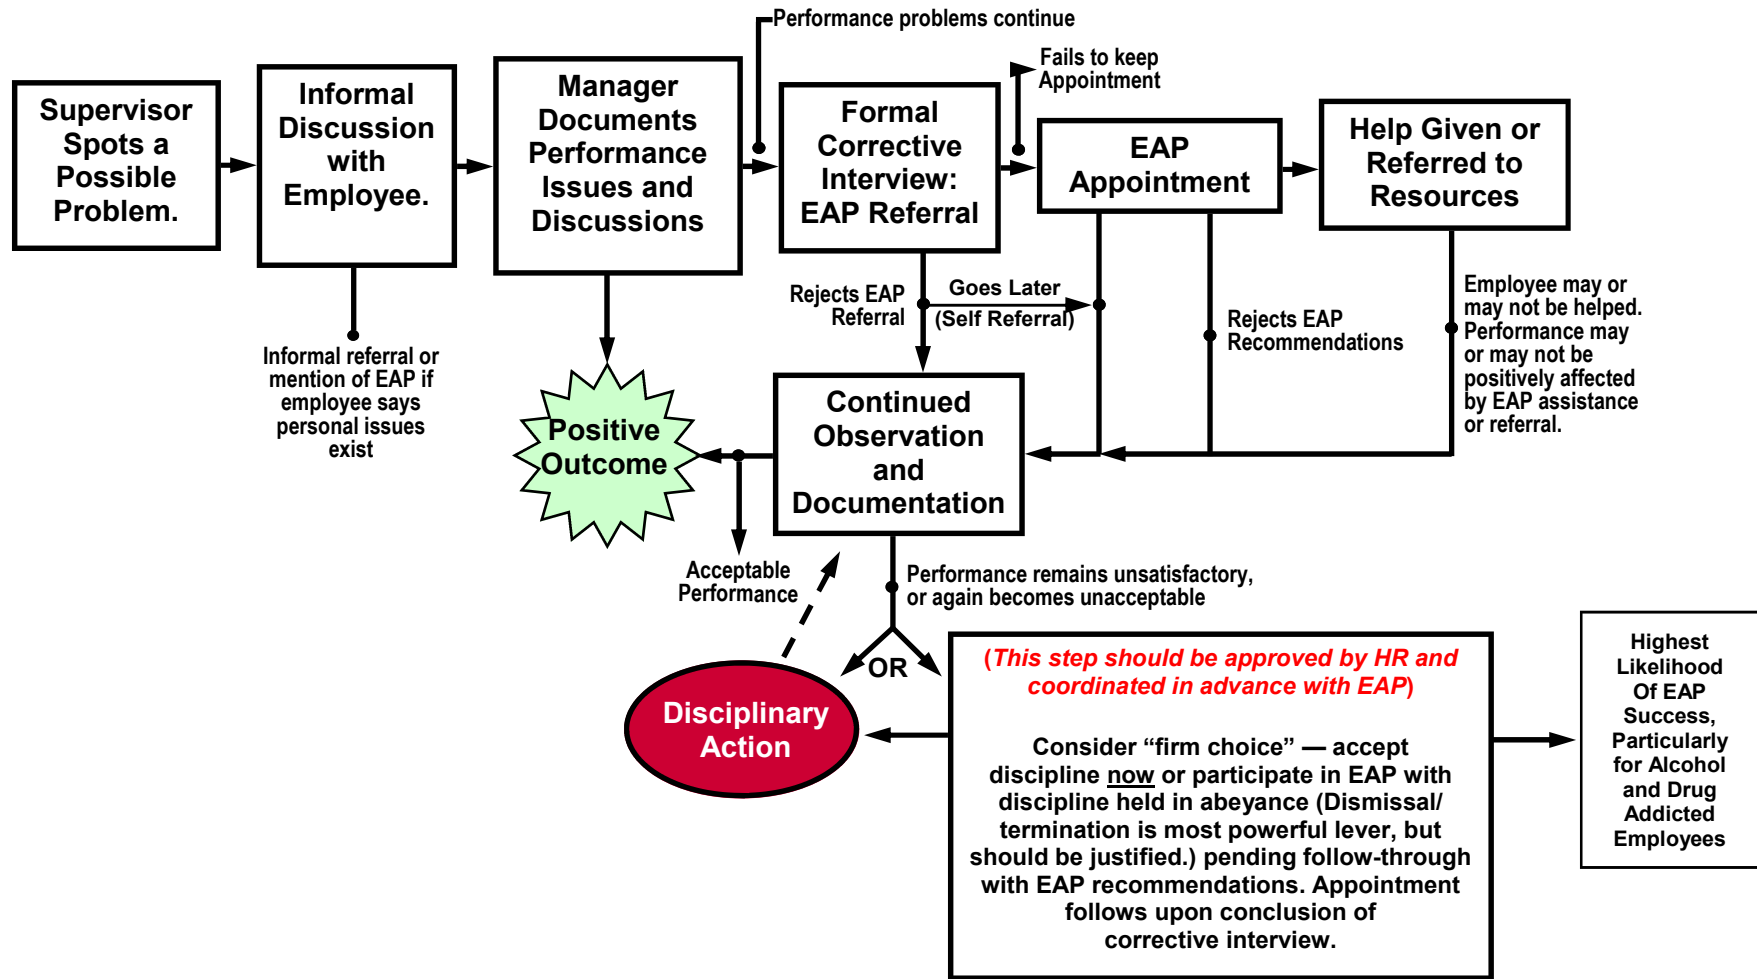 Performance problems continue
Fails to keep
Appointment
Supervisor
Spots a
Possible
Problem.
Informal
Discussion
with
Employee.
Manager
Documents
Performance
Issues and
Discussions
Formal
Corrective
Interview:
EAP Referral
EAP
Appointment
Help Given or
Referred to
Resources
Informal referral or
mention of EAP if
employee says
personal issues
exist
Rejects EAP
Referral
Goes Later
(Self Referral)
Rejects EAP
Recommendations
Employee may or
may not be helped.
Performance may
or may not be
positively affected
by EAP assistance
or referral.
Positive
Outcome
Continued
Observation
and
Documentation
Acceptable
Performance
Performance remains unsatisfactory,
or again becomes unacceptable
OR
Disciplinary
Action
(This step should be approved by HR and
coordinated in advance with EAP)
Consider “firm choice” — accept
discipline now or participate in EAP with
discipline held in abeyance (Dismissal/
termination is most powerful lever, but
should be justified.) pending follow-through
with EAP recommendations. Appointment
follows upon conclusion of
corrective interview.
Highest
Likelihood
Of EAP
Success,
Particularly
for Alcohol
and Drug
Addicted
Employees